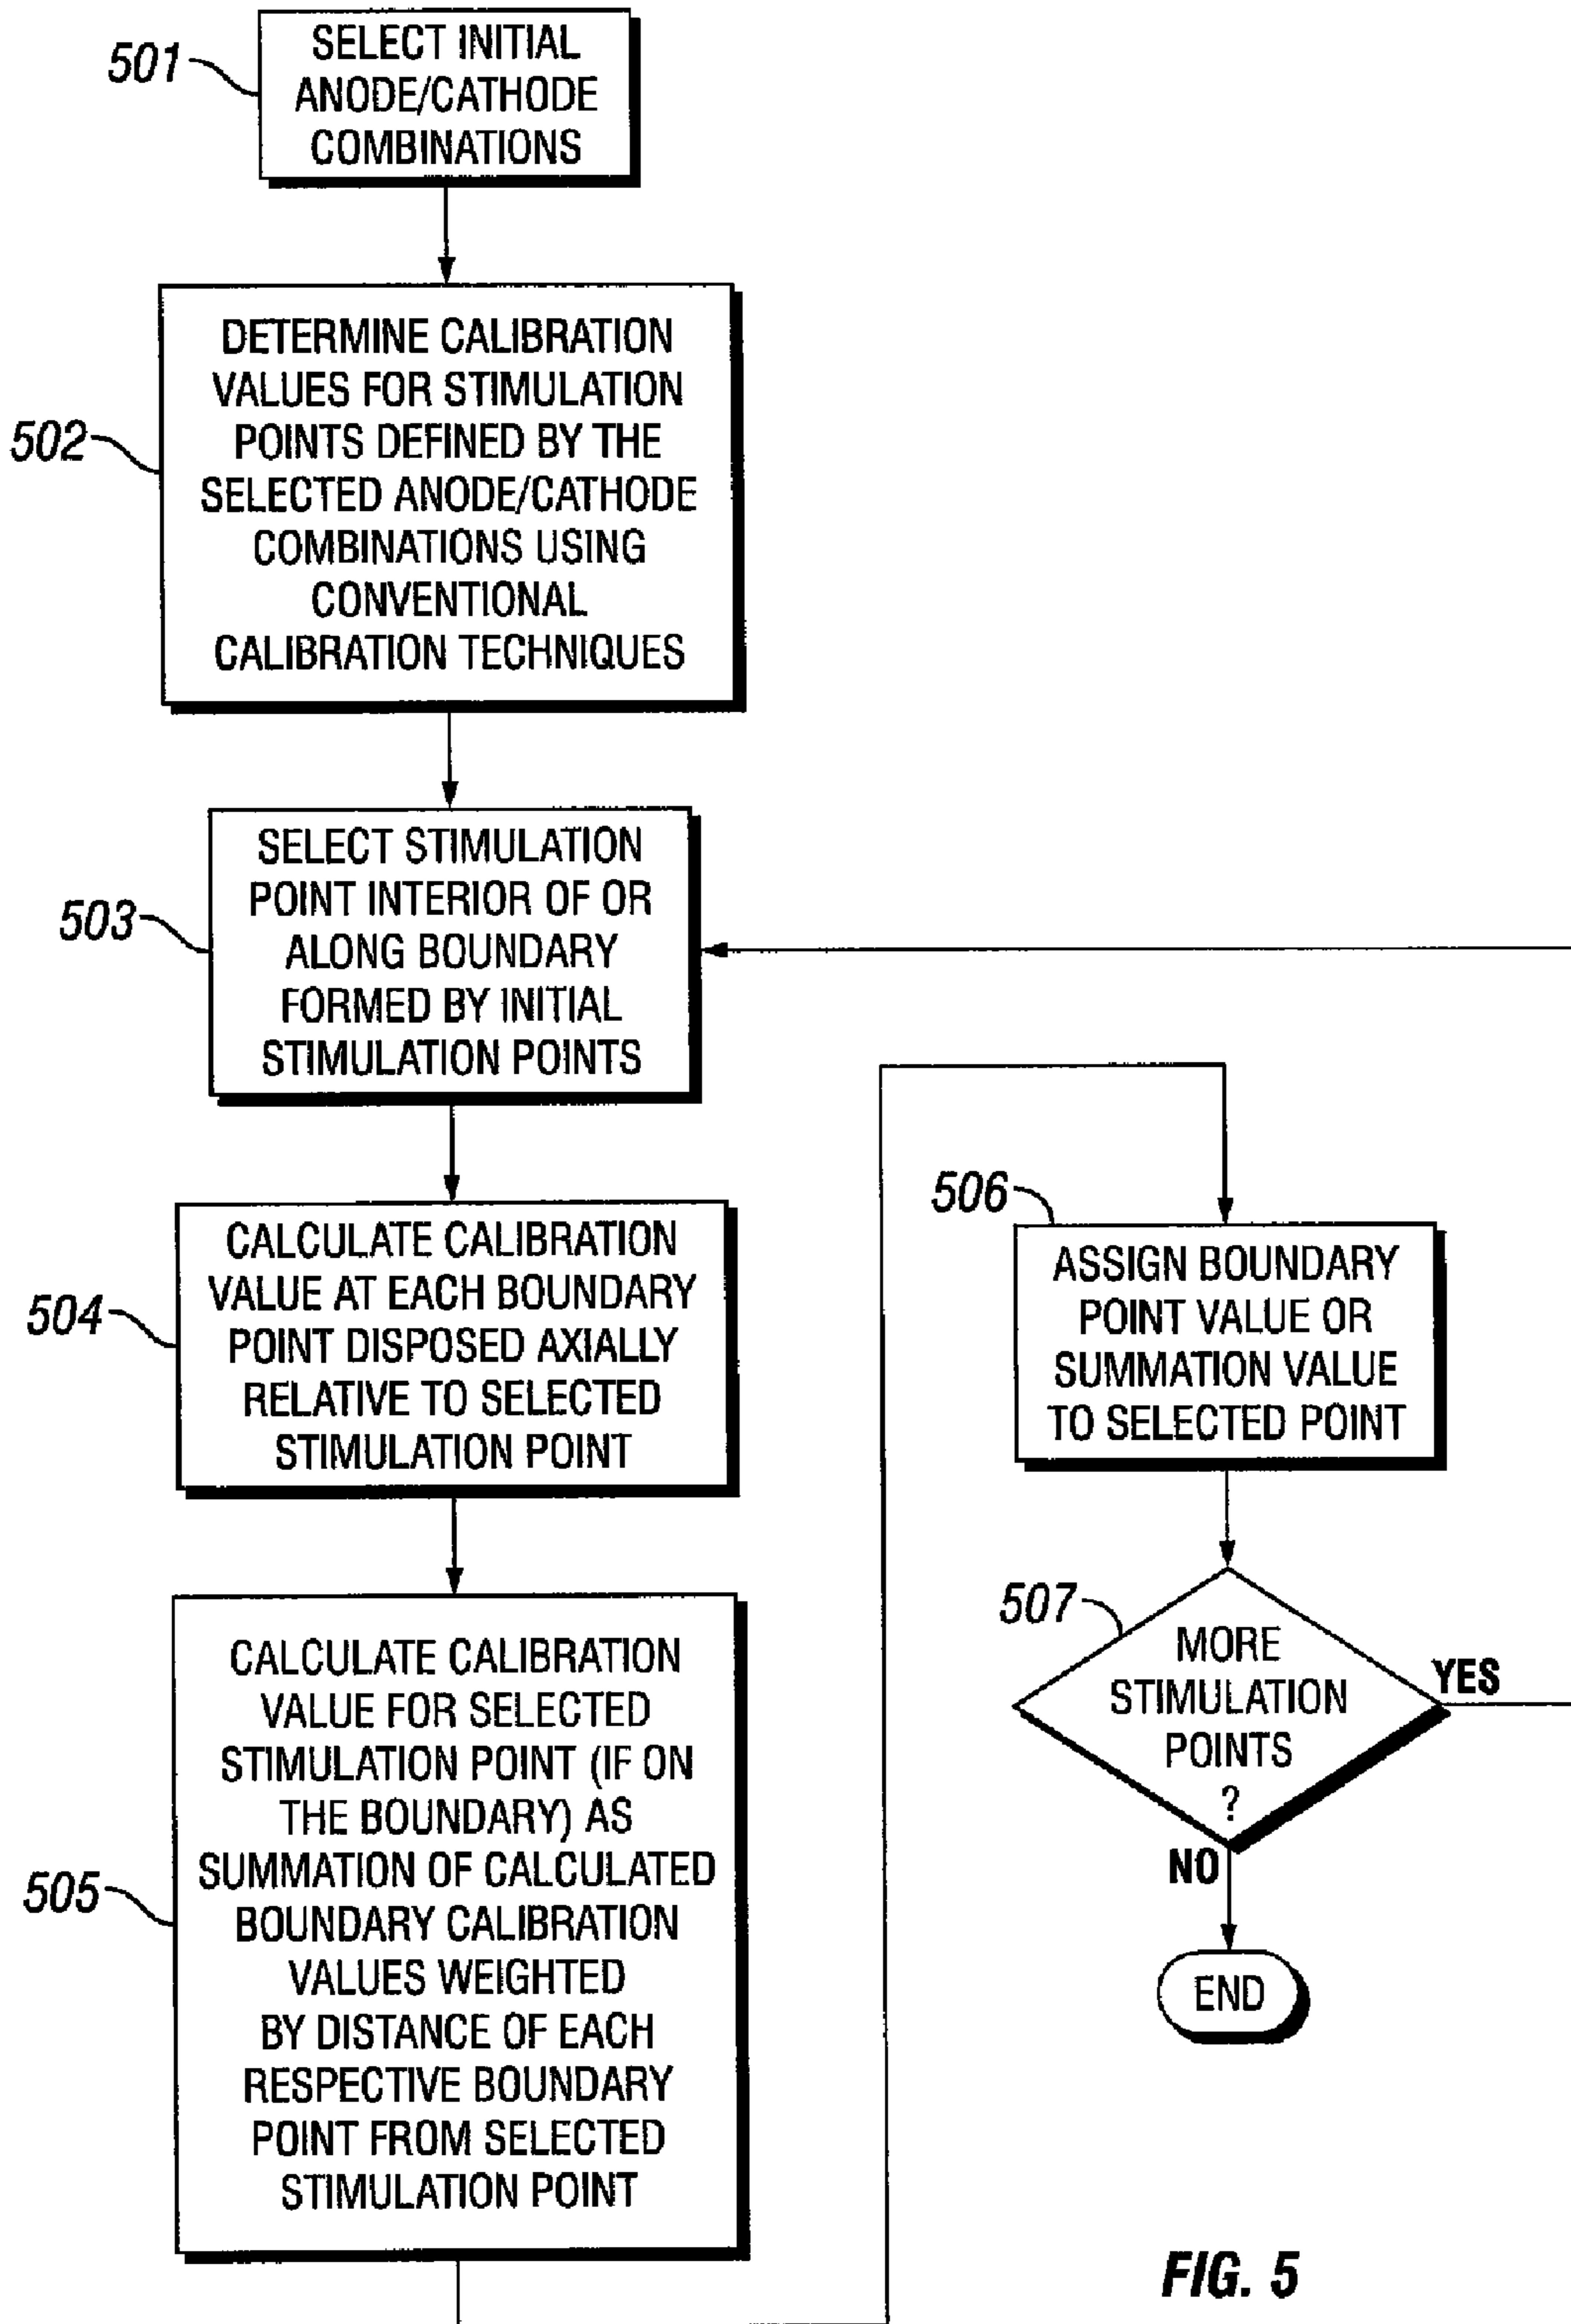 501
SELECT INITIAL
ANODE/CATHODE
COMBINATIONS
502
DETERMINE CALIBRATION
VALUES FOR STIMULATION
POINTS DEFINED BY THE
SELECTED ANODE/CATHODE
COMBINATIONS USING
CONVENTIONAL
CALIBRATION TECHNIQUES
503
SELECT STIMULATION
POINT INTERIOR OF OR
ALONG BOUNDARY
FORMED BY INITIAL
STIMULATION POINTS
504
CALCULATE CALIBRATION
VALUE AT EACH BOUNDARY
POINT DISPOSED AXIALLY
RELATIVE TO SELECTED
STIMULATION POINT
505
CALCULATE CALIBRATION
VALUE FOR SELECTED
STIMULATION POINT (IF ON
THE BOUNDARY) AS
SUMMATION OF CALCULATED
BOUNDARY CALIBRATION
VALUES WEIGHTED
BY DISTANCE OF EACH
RESPECTIVE BOUNDARY
POINT FROM SELECTED
STIMULATION POINT
506
ASSIGN BOUNDARY
POINT VALUE OR
SUMMATION VALUE
TO SELECTED POINT
507
MORE
STIMULATION
POINTS
?
YES
NO
END
FIG. 5